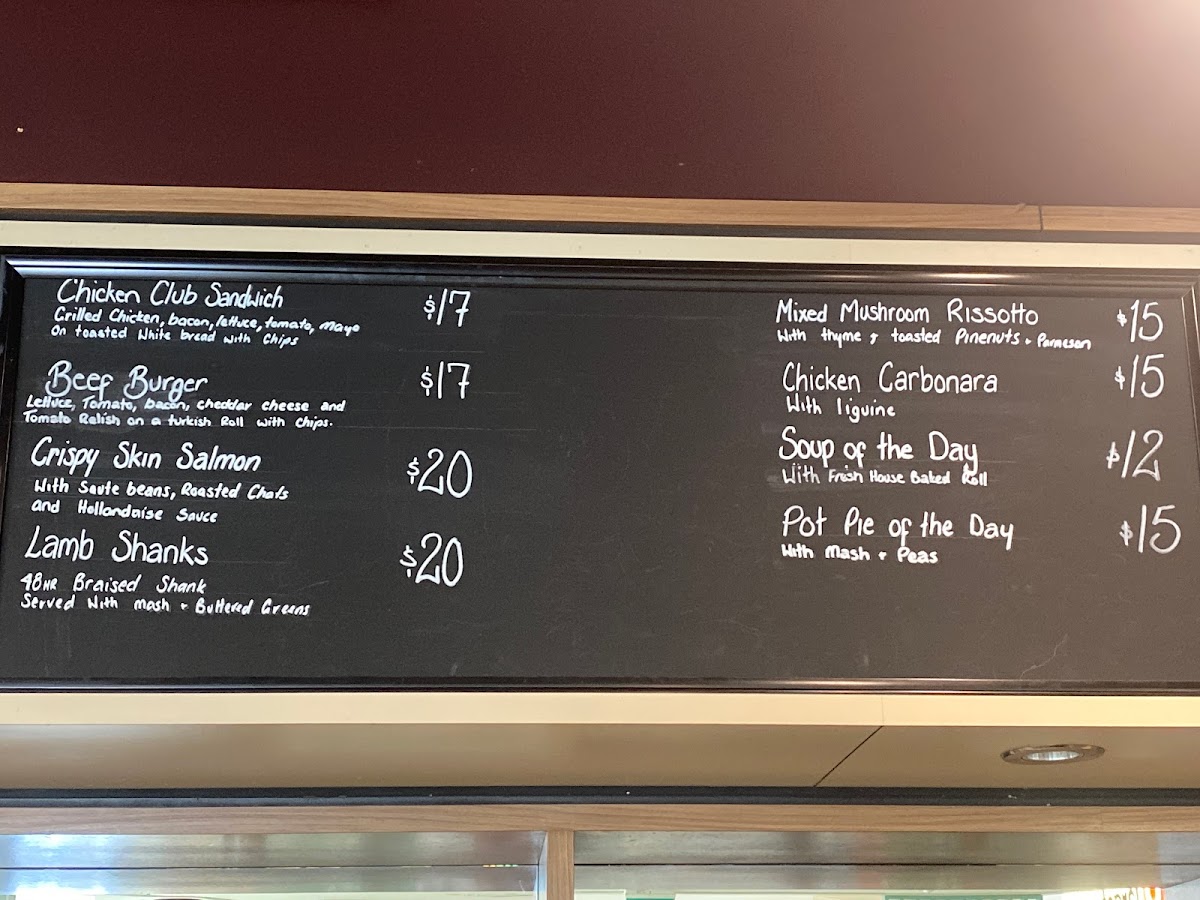 Chicken Club Sandwich $17
Grilled Chicken, bacon, lettuce, tomato, mayo
On toasted White bread with Chips
Beef Burger $17
Lettuce, Tomato, bacon, cheddar cheese and
Tomato Relish on a turkish Roll with Chips.
Crispy Skin Salmon $20
With Saute beans, Roasted Chats
and Hollandaise Sauce
Lamb Shanks $20
48HR Braised Shank
Served With mash + Buttered Greens
Mixed Mushroom Rissotto $15
With thyme & toasted Pinenuts + Parmesan
Chicken Carbonara $15
With liguine
Soup of the Day $12
With Fresh House Baked Roll
Pot Pie of the Day $15
With Mash + Peas